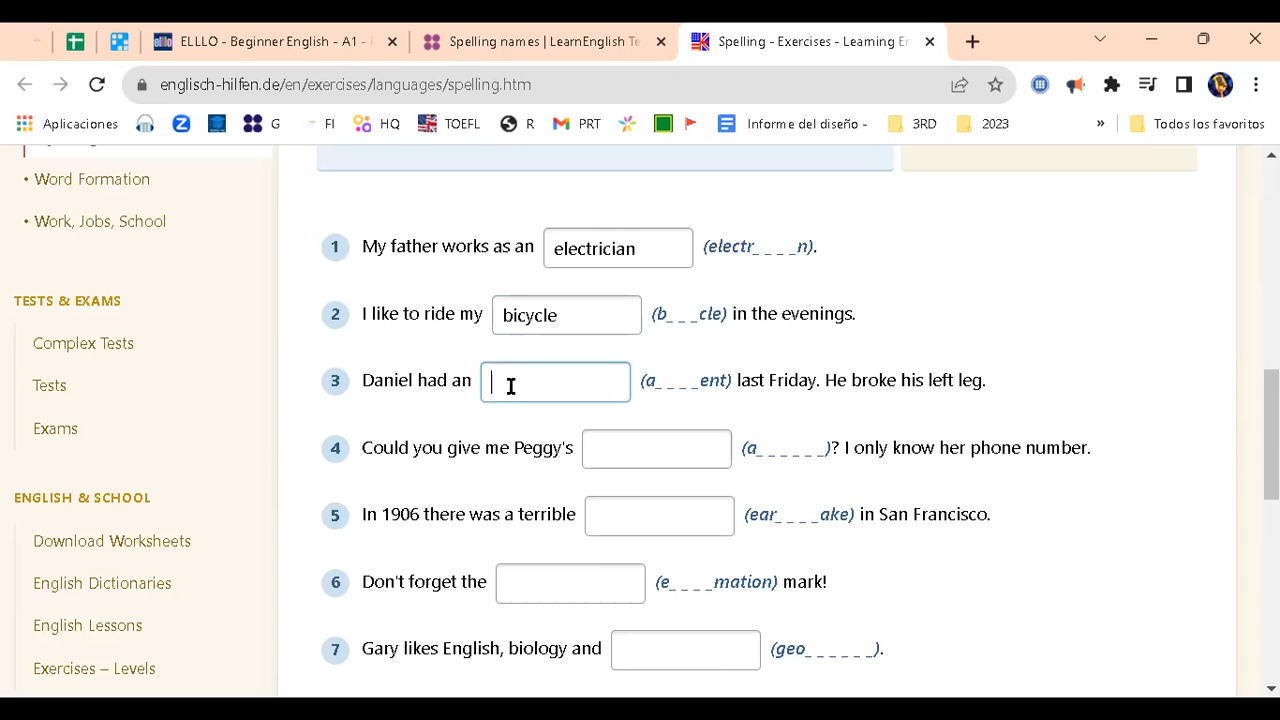 ELLLO - Beginner English - A1 -
Spelling names | LearnEnglish Te
Spelling - Exercises - Learning En
englisch-hilfen.de/en/exercises/languages/spelling.htm
Aplicaciones G FI HQ TOEFL R PRT Informe del diseño - 3RD 2023 » Todos los favoritos
• Word Formation
• Work, Jobs, School
TESTS & EXAMS
Complex Tests
Tests
Exams
ENGLISH & SCHOOL
Download Worksheets
English Dictionaries
English Lessons
Exercises – Levels
1 My father works as an electrician (electr_ _ _ _n).
2 I like to ride my bicycle (b_ _ _cle) in the evenings.
3 Daniel had an (a_ _ _ _ent) last Friday. He broke his left leg.
4 Could you give me Peggy's (a_ _ _ _ _ _)? I only know her phone number.
5 In 1906 there was a terrible (ear_ _ _ _ake) in San Francisco.
6 Don't forget the (e_ _ _ _mation) mark!
7 Gary likes English, biology and (geo_ _ _ _ _ _).